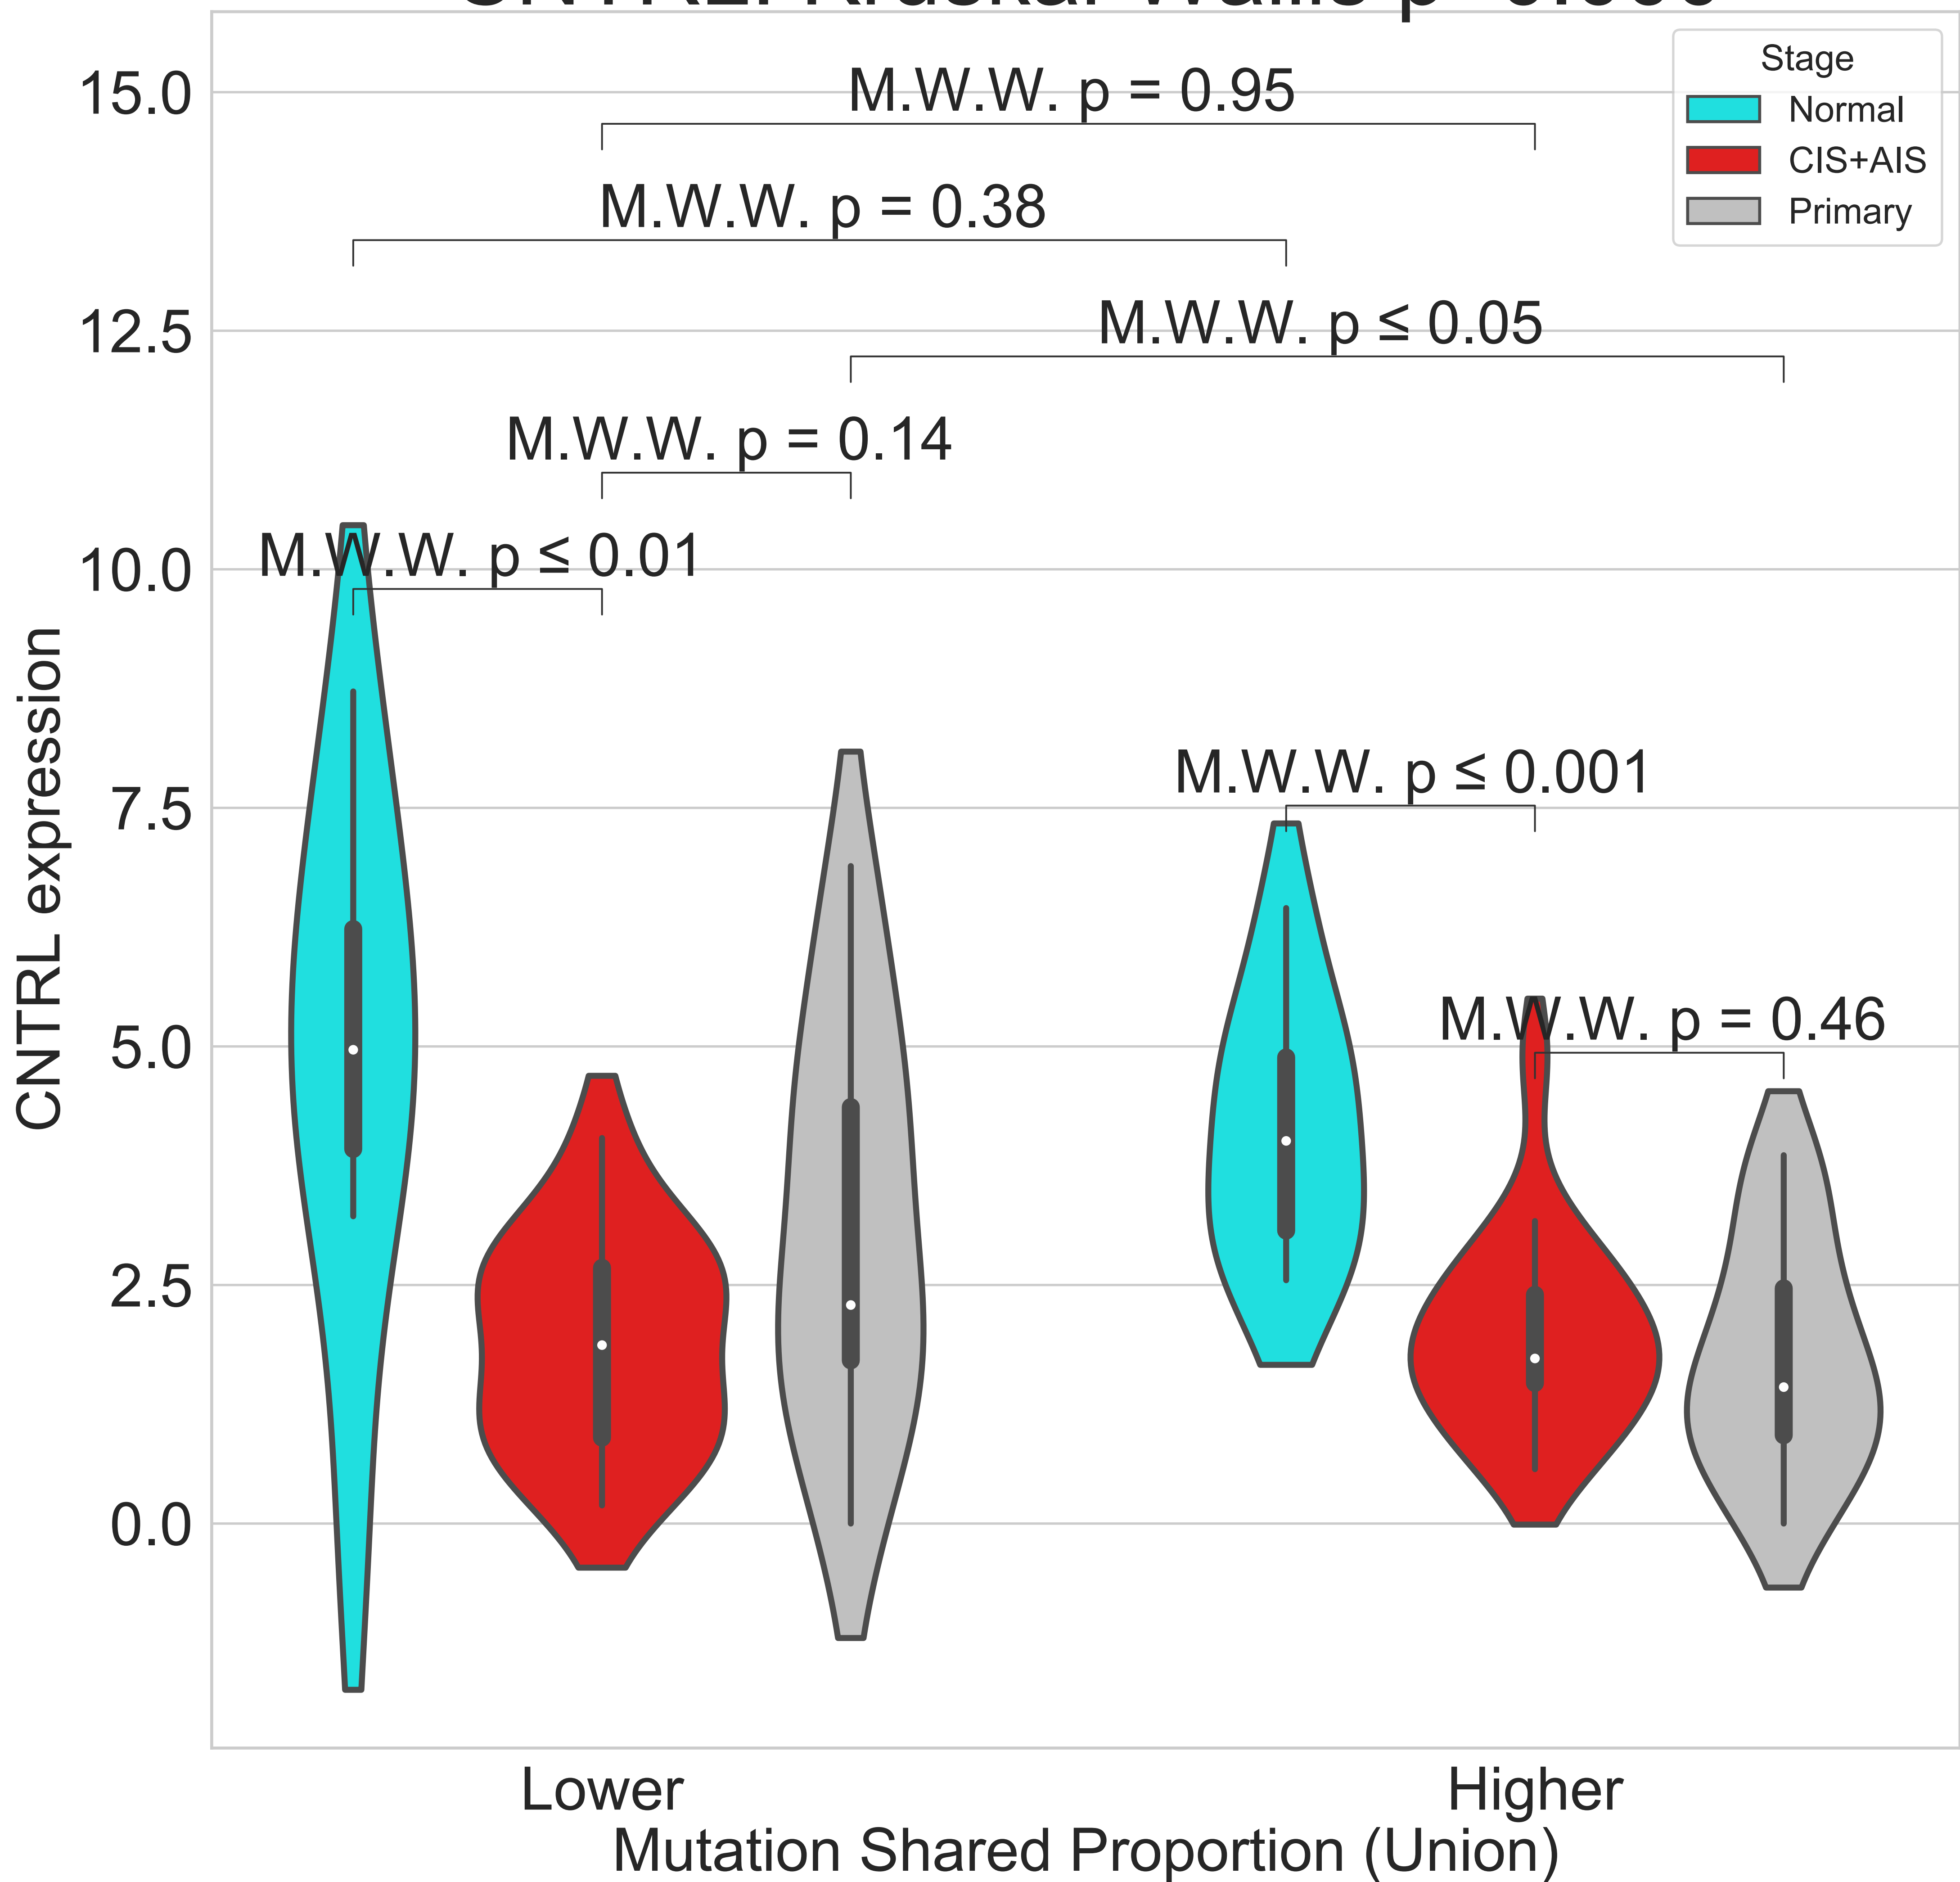 15.0
12.5
10.0
7.5
5.0
2.5
0.0
CNTRL expression
M.W.W. p = 0.95
M.W.W. p = 0.38
M.W.W. p ≤ 0.05
M.W.W. p = 0.14
M.W.W. p ≤ 0.01
M.W.W. p ≤ 0.001
M.W.W. p = 0.46
Stage
Normal
CIS+AIS
Primary
Lower
Higher
Mutation Shared Proportion (Union)